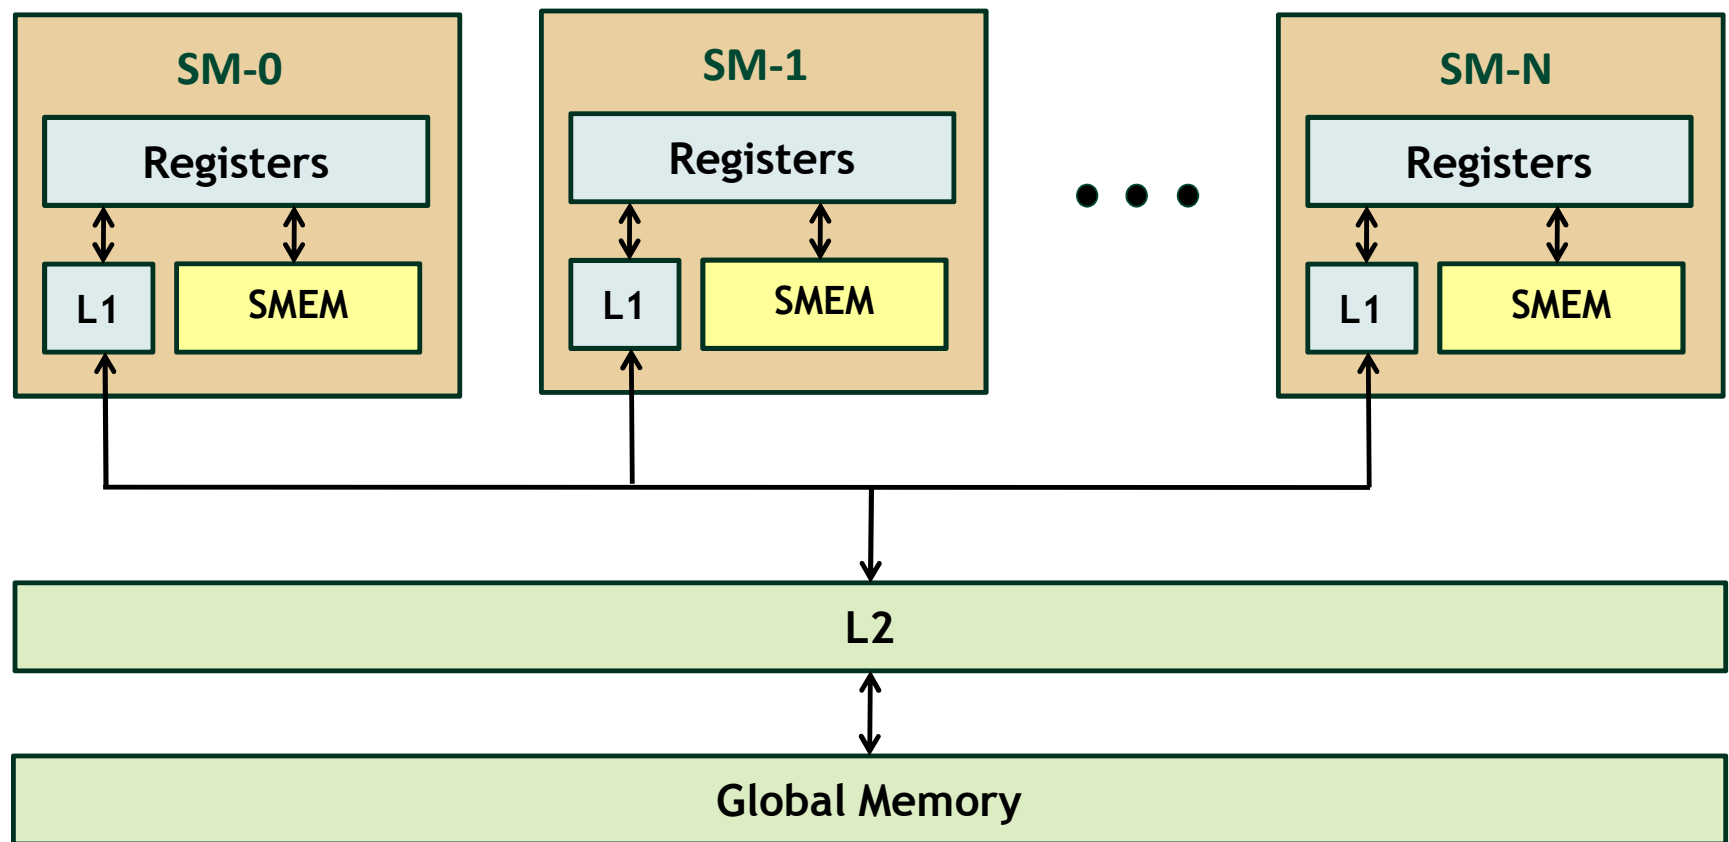 SM-0
Registers
L1
SMEM
SM-1
Registers
L1
SMEM
SM-N
Registers
L1
SMEM
L2
Global Memory